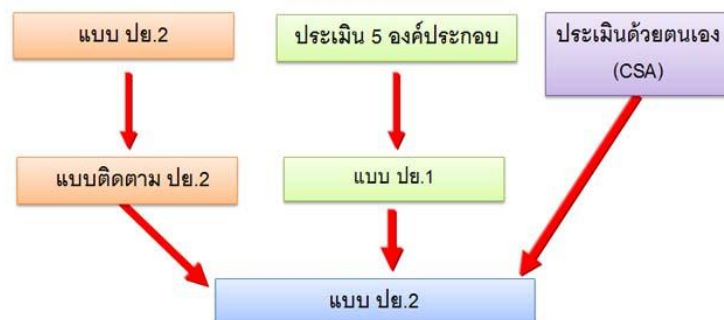 แบบ ปย.2
ประเมิน 5 องค์ประกอบ
ประเมินด้วยตนเอง
(CSA)
แบบติดตาม ปย.2
แบบ ปย.1
แบบ ปย.2